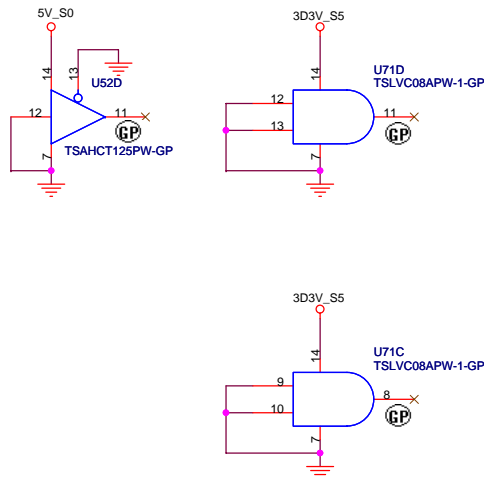 5V_S0
14
13
U52D
12
11
GP
7
TSAHCT125PW-GP
3D3V_S5
14
U71D
TSLVC08APW-1-GP
12
11
13
GP
7
3D3V_S5
14
U71C
TSLVC08APW-1-GP
9
8
10
GP
7